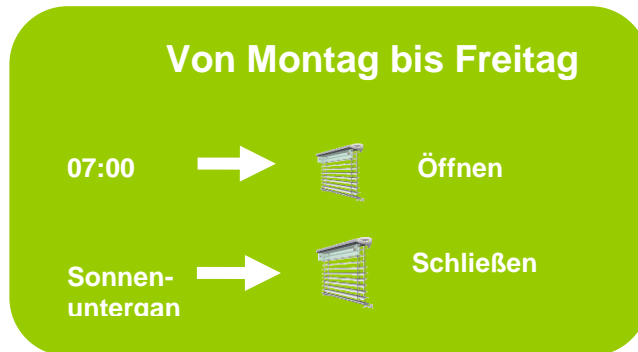 Von Montag bis Freitag
07:00
Öffnen
Sonnen-
untergan
Schließen